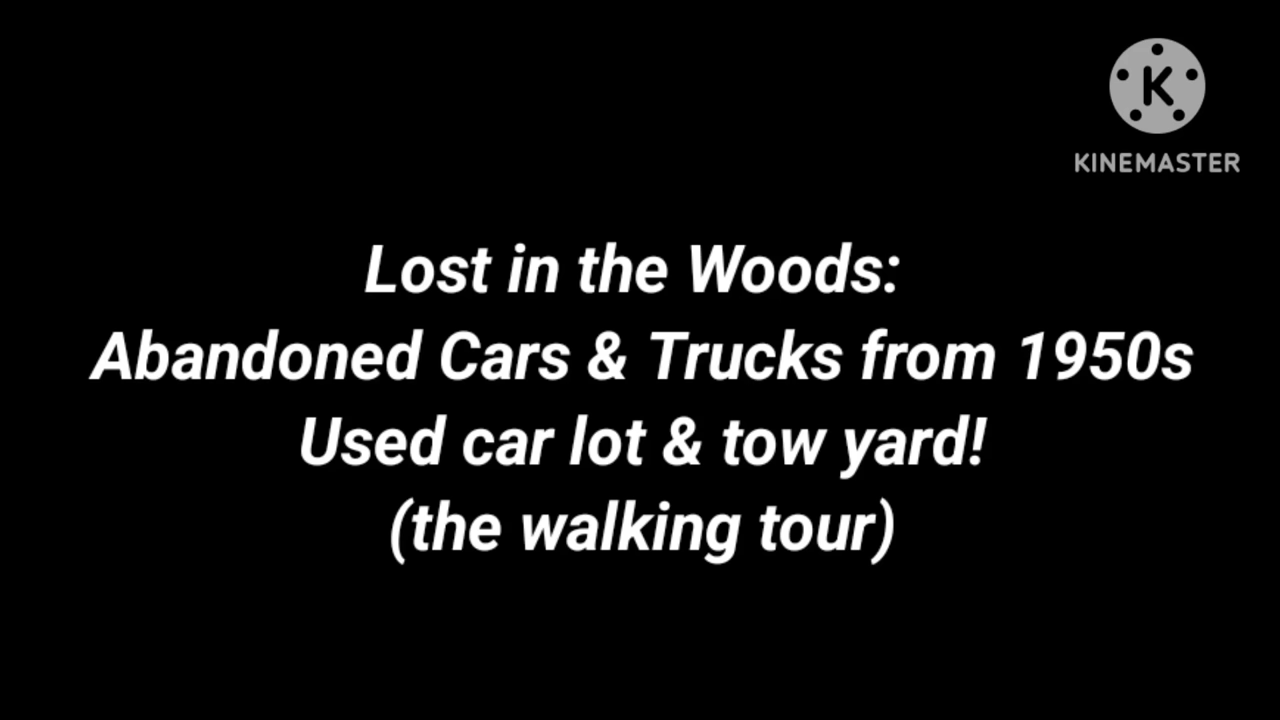 K
KINEMASTER
Lost in the Woods:
Abandoned Cars & Trucks from 1950s
Used car lot & tow yard!
(the walking tour)